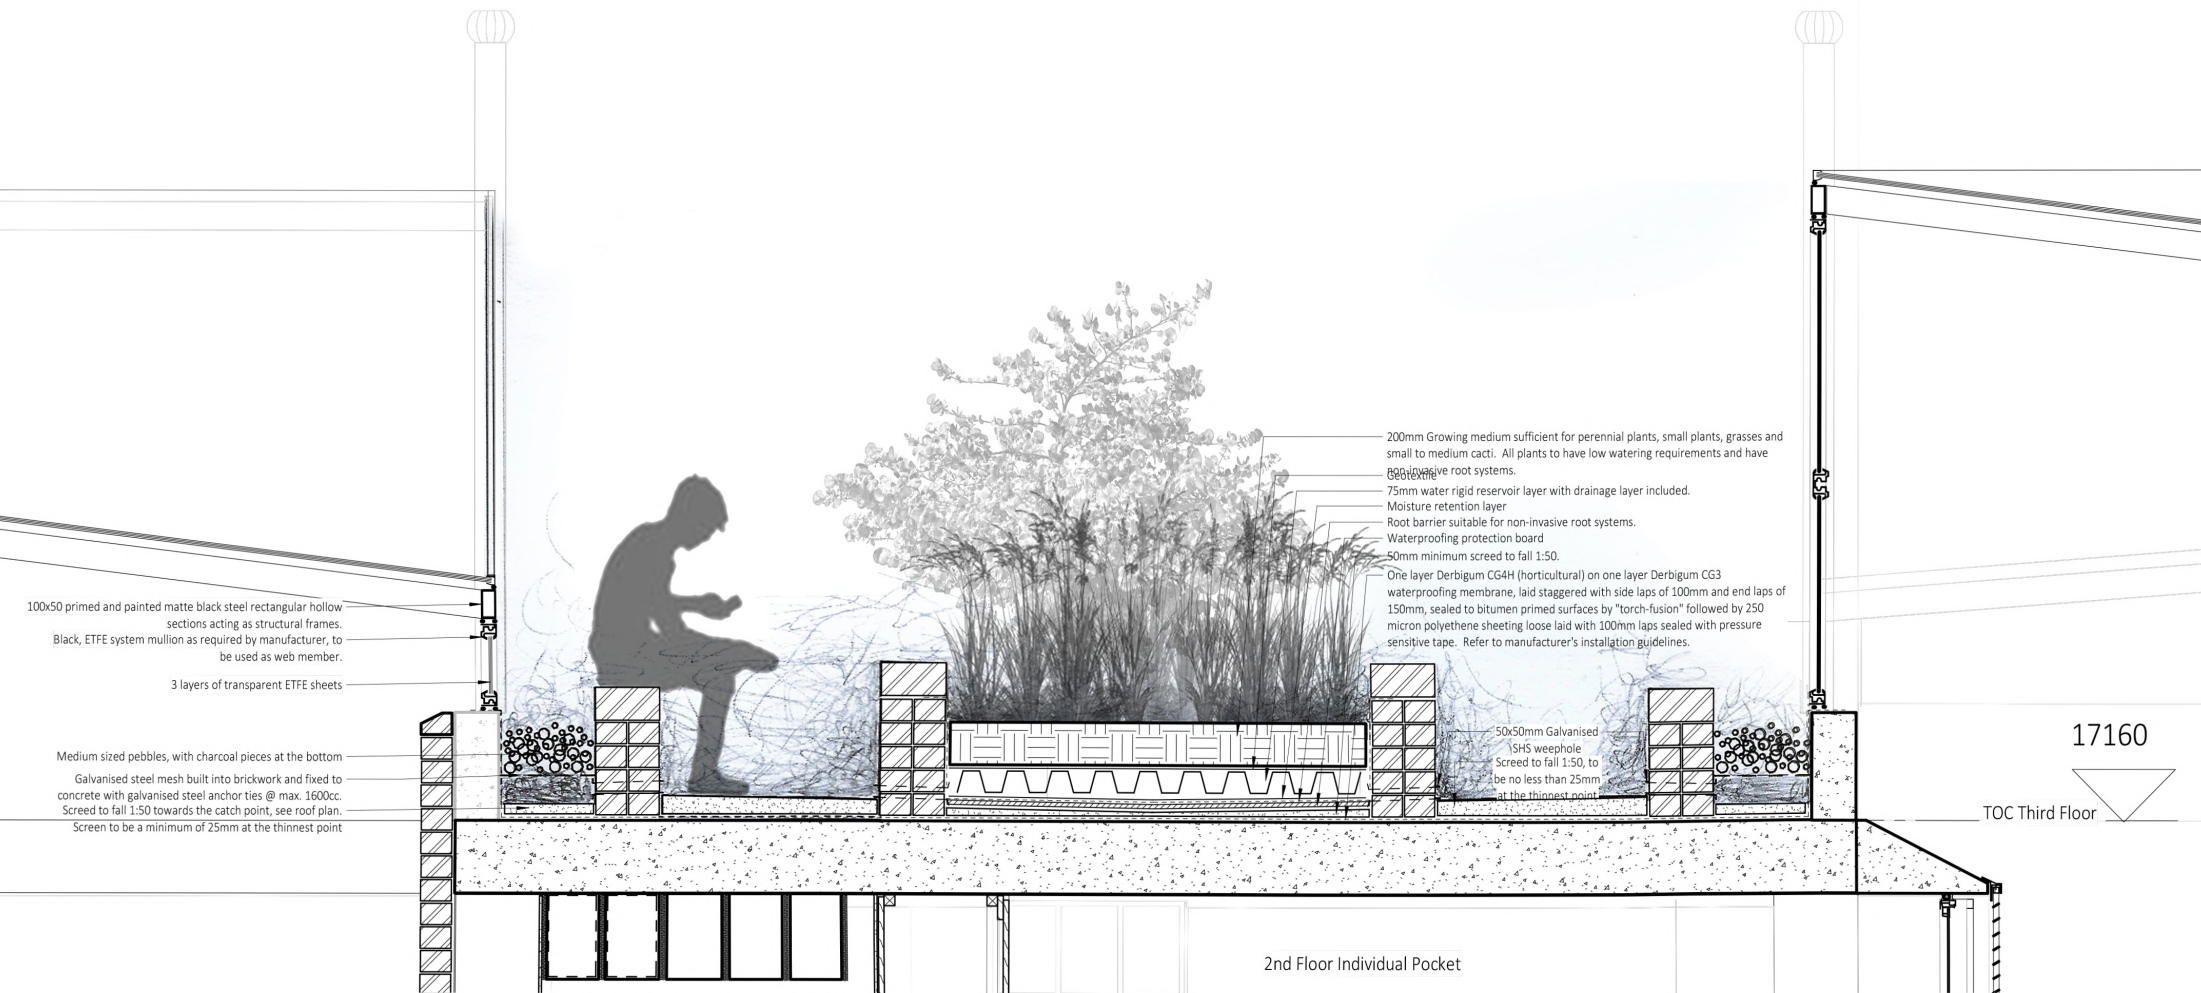 200mm Growing medium sufficient for perennial plants, small plants, grasses and
small to medium cacti. All plants to have low watering requirements and have
non-invasive root systems.
Geotextile
75mm water rigid reservoir layer with drainage layer included.
Moisture retention layer
Root barrier suitable for non-invasive root systems.
Waterproofing protection board
50mm minimum screed to fall 1:50.
One layer Derbigum CG4H (horticultural) on one layer Derbigum CG3
waterproofing membrane, laid staggered with side laps of 100mm and end laps of
150mm, sealed to bitumen primed surfaces by "torch-fusion" followed by 250
micron polyethene sheeting loose laid with 100mm laps sealed with pressure
sensitive tape. Refer to manufacturer's installation guidelines.
100x50 primed and painted matte black steel rectangular hollow
sections acting as structural frames.
Black, ETFE system mullion as required by manufacturer, to
be used as web member.
3 layers of transparent ETFE sheets
Medium sized pebbles, with charcoal pieces at the bottom
Galvanised steel mesh built into brickwork and fixed to
concrete with galvanised steel anchor ties @ max. 1600cc.
Screed to fall 1:50 towards the catch point, see roof plan.
Screen to be a minimum of 25mm at the thinnest point
50x50mm Galvanised
SHS weephole
Screed to fall 1:50, to
be no less than 25mm
at the thinnest point
17160
TOC Third Floor
2nd Floor Individual Pocket